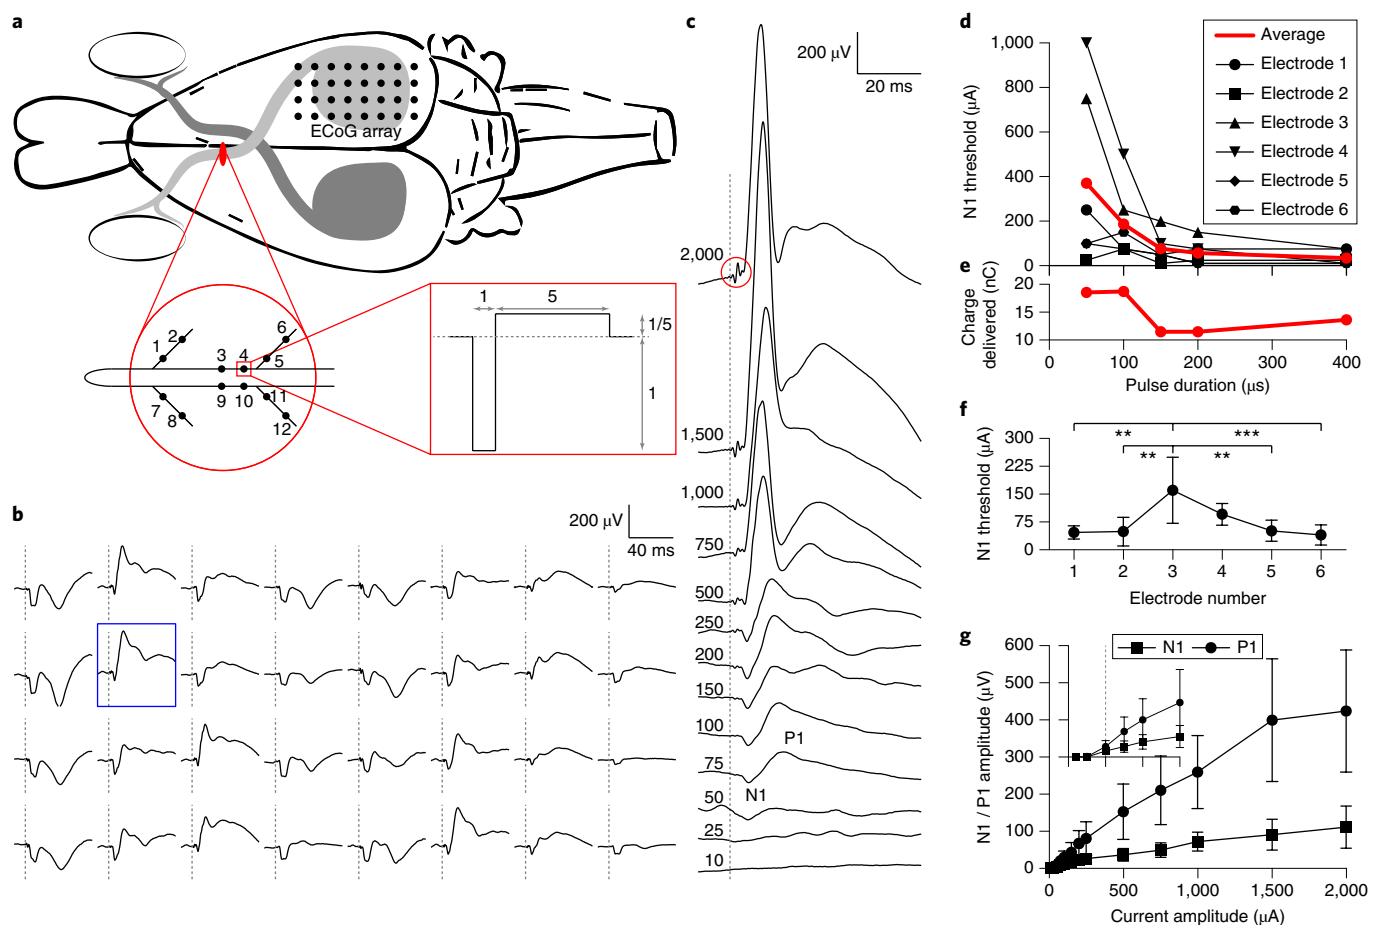 a
ECoG array
1
2
3
4
5
6
7
8
9
10
11
12
1
5
1/5
1
b
200 μV
40 ms
c
200 μV
20 ms
2,000
1,500
1,000
750
500
250
200
150
100
75
50
25
10
P1
N1
d
N1 threshold (μA)
1,000
800
600
400
200
0
Average
Electrode 1
Electrode 2
Electrode 3
Electrode 4
Electrode 5
Electrode 6
e
Charge
delivered (nC)
20
15
10
0 100 200 300 400
Pulse duration (μs)
f
N1 threshold (μA)
300
225
150
75
0
** ***
** **
1 2 3 4 5 6
Electrode number
g
N1 / P1 amplitude (μV)
600
500
400
300
200
100
0
N1 P1
0 500 1,000 1,500 2,000
Current amplitude (μA)